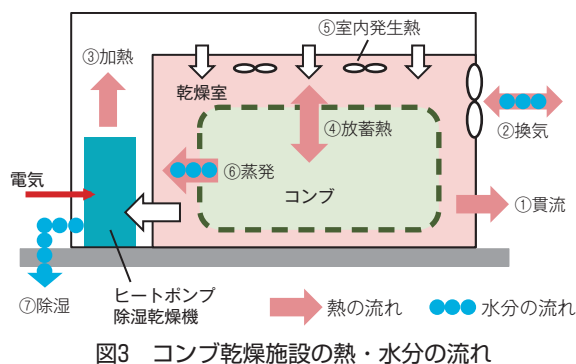 ⑤室内発生熱
③加熱
乾燥室
④放蓄熱
②換気
⑥蒸発
電気
コンブ
①貫流
⑦除湿
ヒートポンプ
除湿乾燥機
熱の流れ
水分の流れ
図3 コンブ乾燥施設の熱・水分の流れ